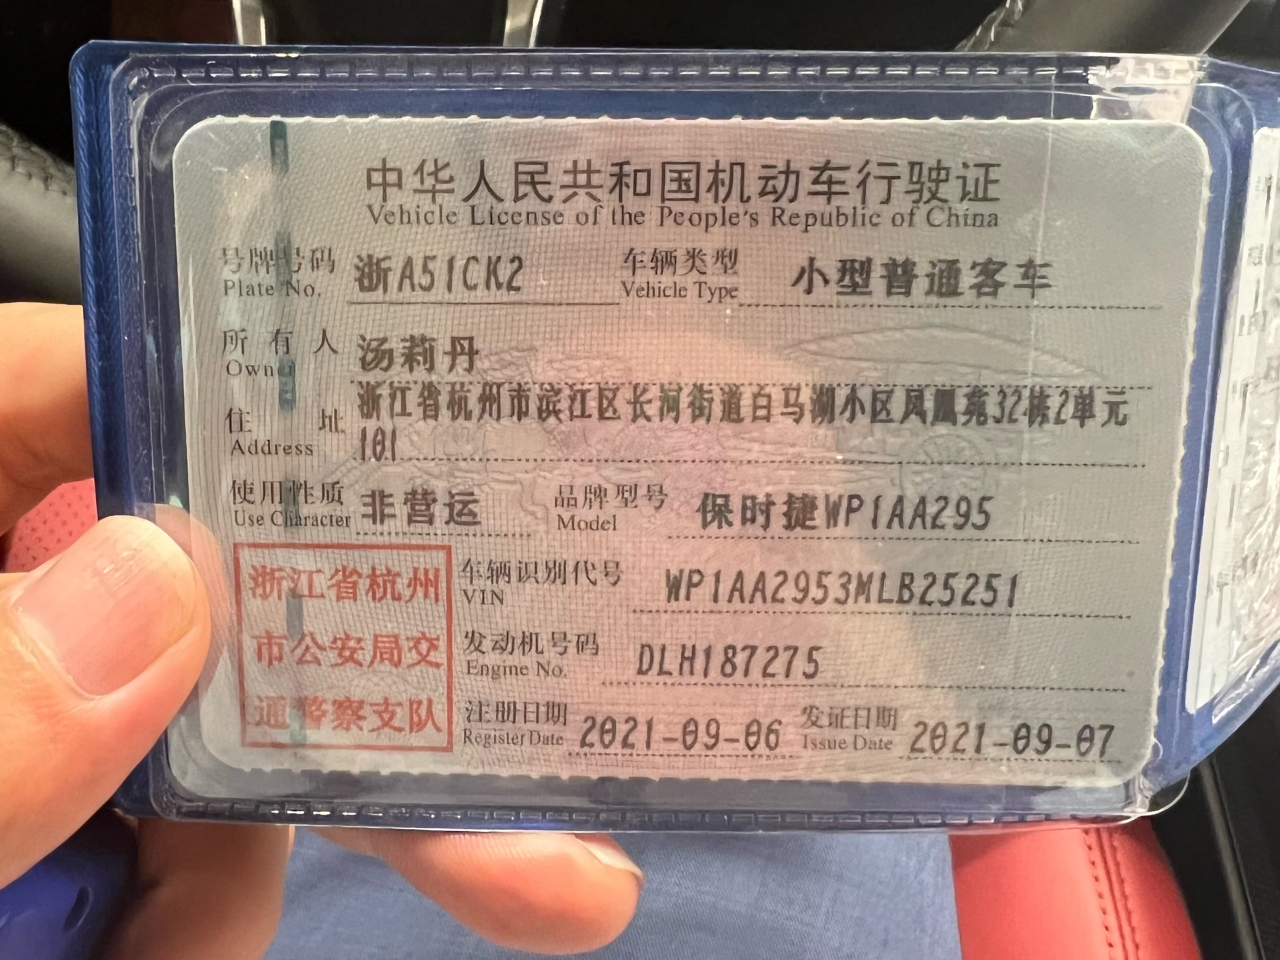 中华人民共和国机动车行驶证
Vehicle License of the People's Republic of China
号牌号码 浙A51CK2 车辆类型 小型普通客车
Plate No. Vehicle Type
所有人 汤莉丹
Owner
住址 浙江省杭州市滨江区长河街道白马湖小区凤凰苑32栋2单元
Address 101
使用性质 非营运 品牌型号 保时捷WP1AA295
Use Character Model
浙江省杭州
市公安局交
通警察支队
车辆识别代号 WP1AA2953MLB25251
VIN
发动机号码 DLH187275
Engine No.
注册日期 2021-09-06 发证日期 2021-09-07
Register Date Issue Date